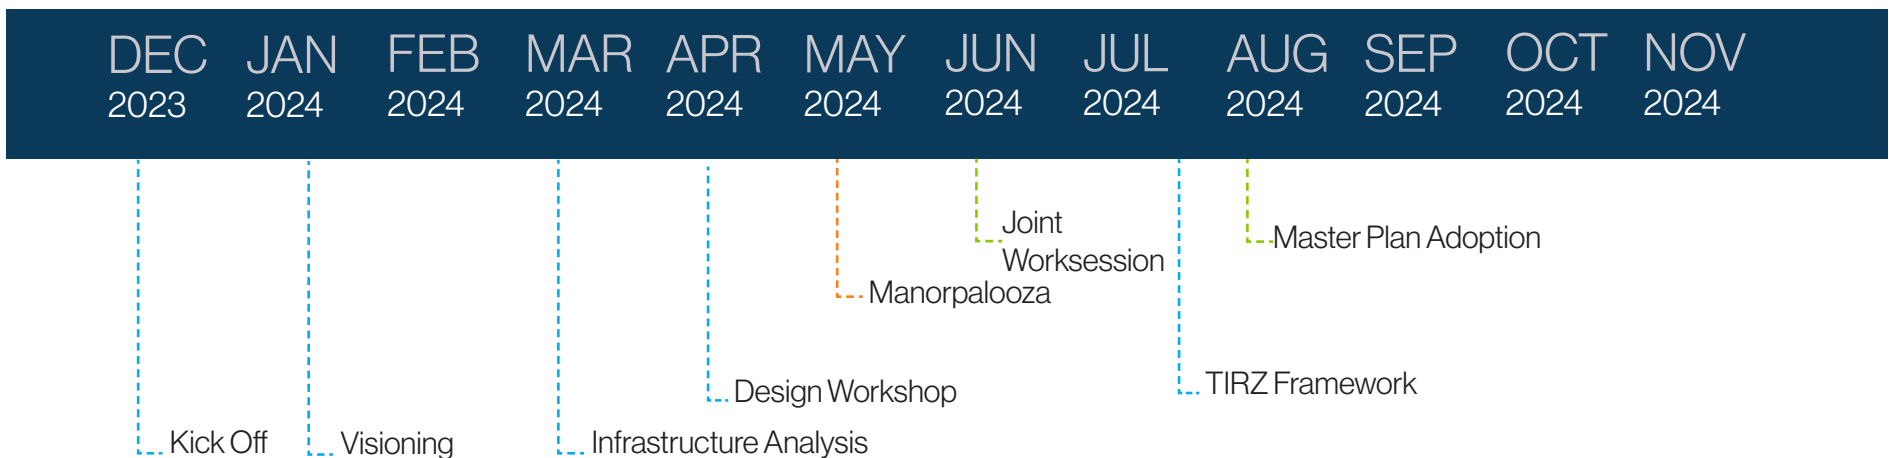 DEC JAN FEB MAR APR MAY JUN JUL AUG SEP OCT NOV
2023 2024 2024 2024 2024 2024 2024 2024 2024 2024 2024 2024
Joint
Worksession
Master Plan Adoption
Manorpalooza
Design Workshop
TIRZ Framework
Kick Off
Visioning
Infrastructure Analysis